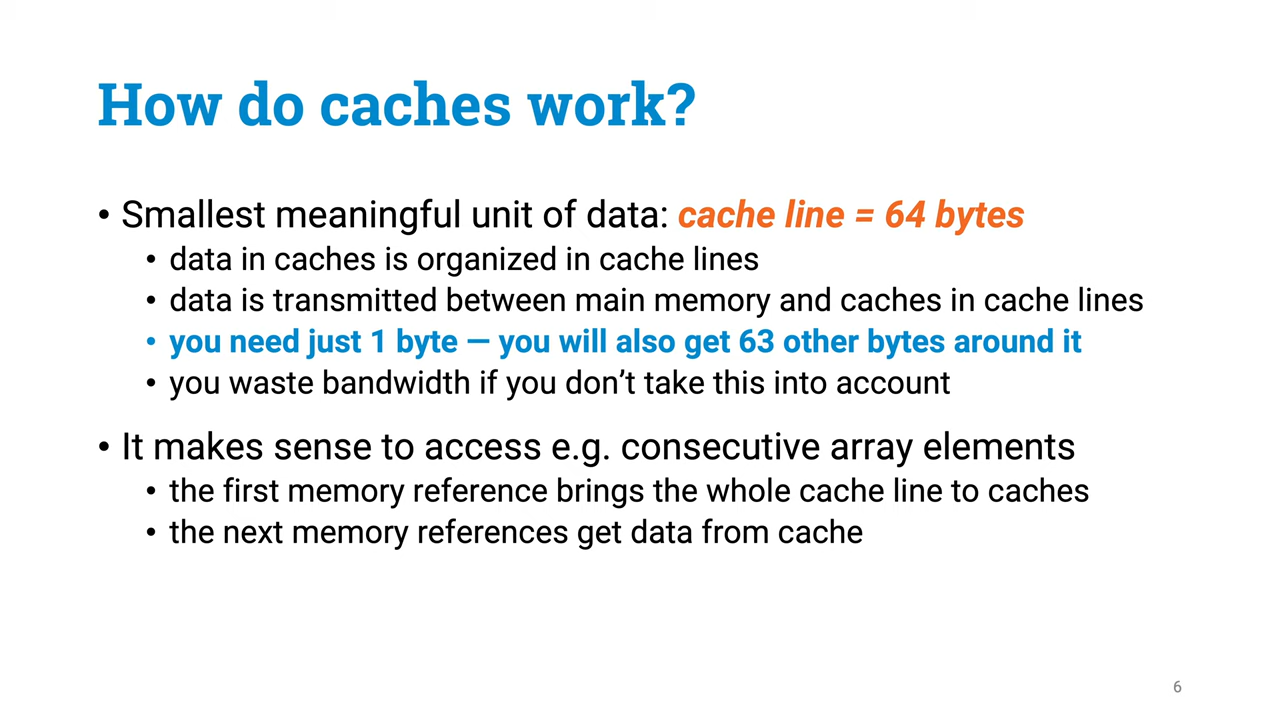 How do caches work?
• Smallest meaningful unit of data: cache line = 64 bytes
• data in caches is organized in cache lines
• data is transmitted between main memory and caches in cache lines
• you need just 1 byte — you will also get 63 other bytes around it
• you waste bandwidth if you don’t take this into account
• It makes sense to access e.g. consecutive array elements
• the first memory reference brings the whole cache line to caches
• the next memory references get data from cache
6